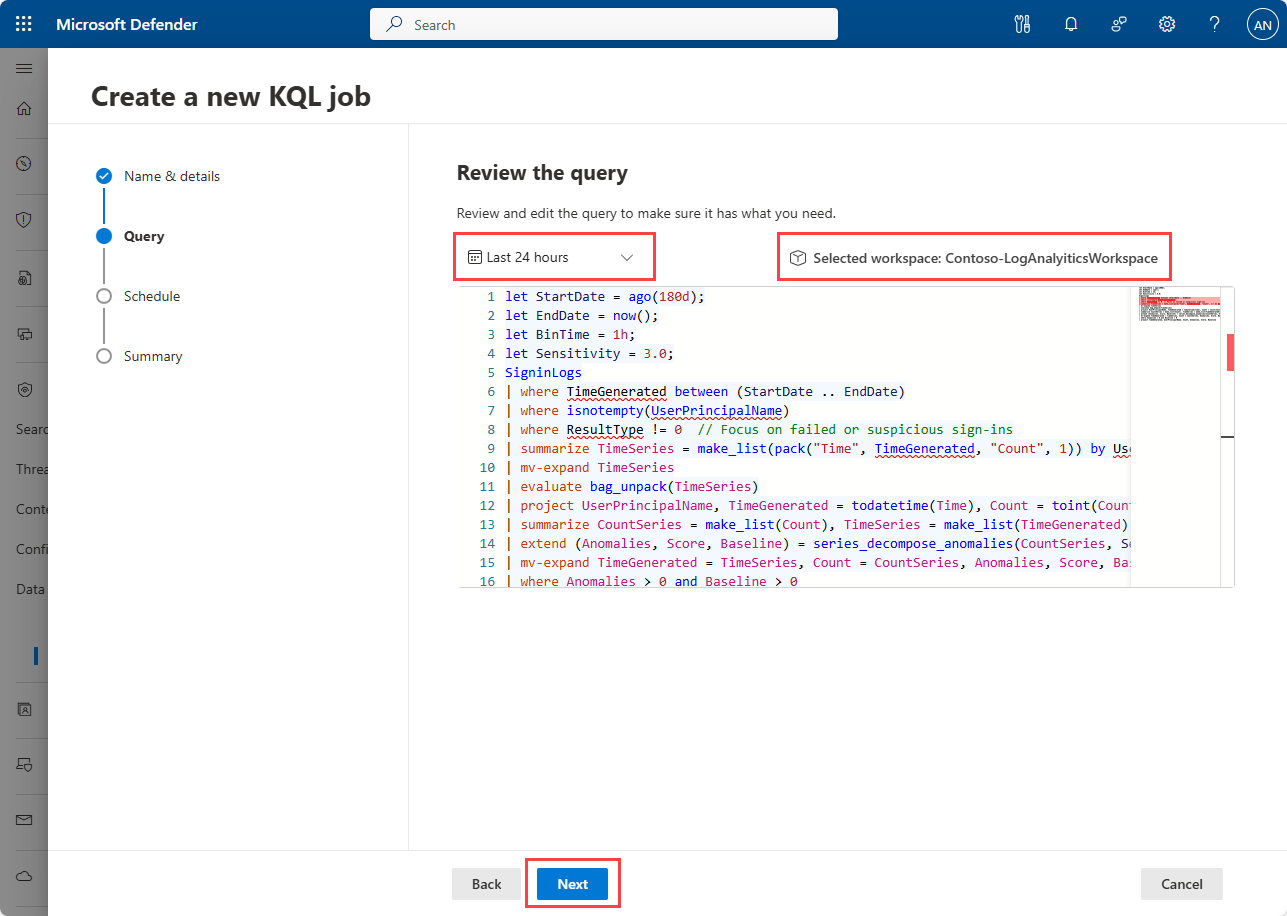 Microsoft Defender
Search
AN
Create a new KQL job
Name & details
Query
Schedule
Summary
Searc
Threa
Conte
Confi
Data
Review the query
Review and edit the query to make sure it has what you need.
Last 24 hours
Selected workspace: Contoso-LogAnalyiticsWorkspace
1 let StartDate = ago(180d);
2 let EndDate = now();
3 let BinTime = 1h;
4 let Sensitivity = 3.0;
5 SigninLogs
6 | where TimeGenerated between (StartDate .. EndDate)
7 | where isnotempty(UserPrincipalName)
8 | where ResultType != 0 // Focus on failed or suspicious sign-ins
9 | summarize TimeSeries = make_list(pack("Time", TimeGenerated, "Count", 1)) by Use
10 | mv-expand TimeSeries
11 | evaluate bag_unpack(TimeSeries)
12 | project UserPrincipalName, TimeGenerated = todatetime(Time), Count = toint(Count
13 | summarize CountSeries = make_list(Count), TimeSeries = make_list(TimeGenerated)
14 | extend (Anomalies, Score, Baseline) = series_decompose_anomalies(CountSeries, Se
15 | mv-expand TimeGenerated = TimeSeries, Count = CountSeries, Anomalies, Score, Bas
16 | where Anomalies > 0 and Baseline > 0
Back
Next
Cancel